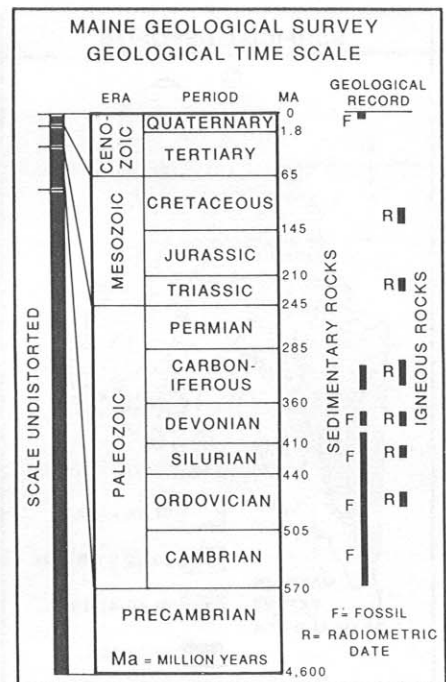 MAINE GEOLOGICAL SURVEY
GEOLOGICAL TIME SCALE
ERA PERIOD MA
GEOLOGICAL
RECORD
SCALE UNDISTORTED
CENO-
ZOIC
MESOZOIC
PALEOZOIC
QUATERNARY
TERTIARY
CRETACEOUS
JURASSIC
TRIASSIC
PERMIAN
CARBON-
IFEROUS
DEVONIAN
SILURIAN
ORDOVICIAN
CAMBRIAN
PRECAMBRIAN
Ma = MILLION YEARS
0
1.8
65
145
210
245
285
360
410
440
505
570
4,600
F
F
F
F
F
SEDIMENTARY ROCKS
R
R
R
R
R
R
IGNEOUS ROCKS
F= FOSSIL
R= RADIOMETRIC
DATE